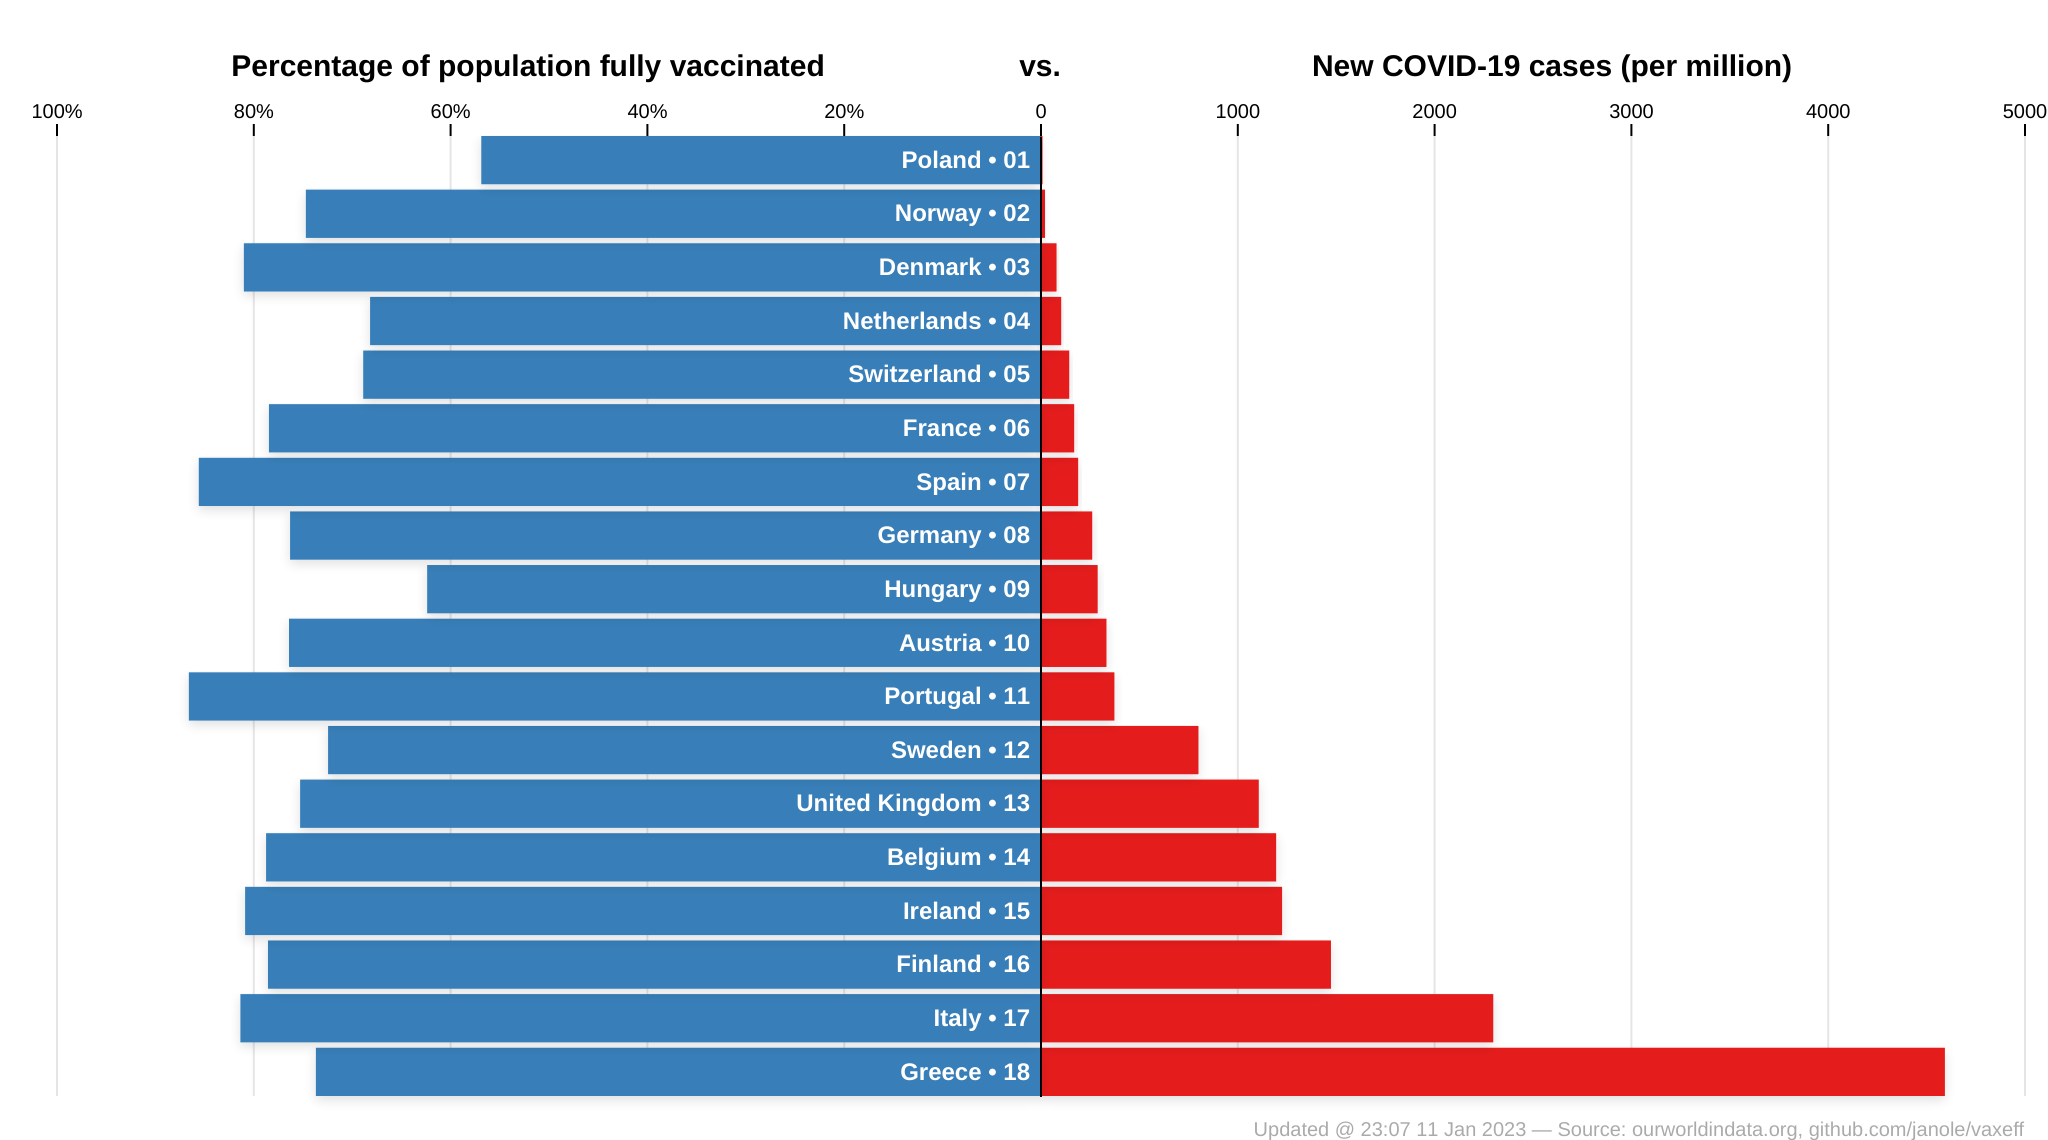 Percentage of population fully vaccinated vs. New COVID-19 cases (per million)
100% 80% 60% 40% 20% 0 1000 2000 3000 4000 5000
Poland • 01
Norway • 02
Denmark • 03
Netherlands • 04
Switzerland • 05
France • 06
Spain • 07
Germany • 08
Hungary • 09
Austria • 10
Portugal • 11
Sweden • 12
United Kingdom • 13
Belgium • 14
Ireland • 15
Finland • 16
Italy • 17
Greece • 18
Updated @ 23:07 11 Jan 2023 — Source: ourworldindata.org, github.com/janole/vaxeff